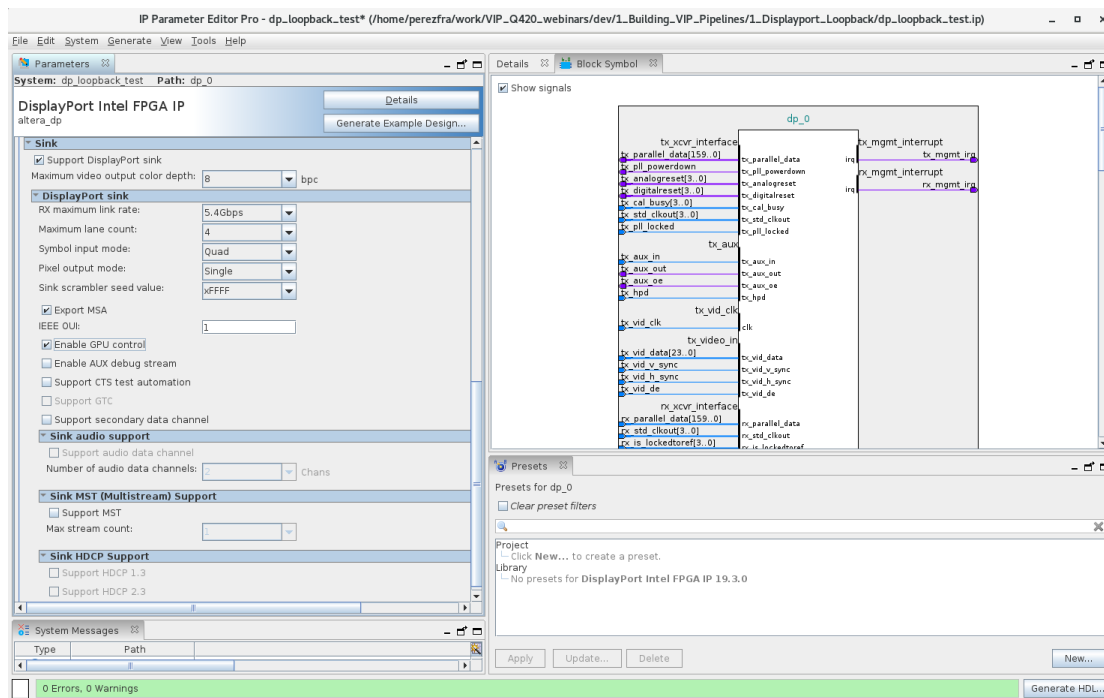 IP Parameter Editor Pro - dp_loopback_test* (/home/perezfra/work/VIP_Q420_webinars/dev/1_Building_VIP_Pipelines/1_Displayport_Loopback/dp_loopback_test.ip)
File Edit System Generate View Tools Help
Parameters
System: dp_loopback_test Path: dp_0
DisplayPort Intel FPGA IP
altera_dp
Details
Generate Example Design...
Sink
Support DisplayPort sink
Maximum video output color depth: 8 bpc
DisplayPort sink
RX maximum link rate: 5.4Gbps
Maximum lane count: 4
Symbol input mode: Quad
Pixel output mode: Single
Sink scrambler seed value: xFFFF
Export MSA
IEEE OUI: 1
Enable GPU control
Enable AUX debug stream
Support CTS test automation
Support GTC
Support secondary data channel
Sink audio support
Support audio data channel
Number of audio data channels: 2 Chans
Sink MST (Multistream) Support
Support MST
Max stream count: 1
Sink HDCP Support
Support HDCP 1.3
Support HDCP 2.3
System Messages
Type Path
0 Errors, 0 Warnings
Details Block Symbol
Show signals
dp_0
tx_xcvr_interface
tx_parallel_data[159..0] tx_parallel_data
tx_pll_powerdown tx_pll_powerdown
tx_analogreset[3..0] tx_analogreset
tx_digitalreset[3..0] tx_digitalreset
tx_cal_busy[3..0] tx_cal_busy
tx_std_clkout[3..0] tx_std_clkout
tx_pll_locked tx_pll_locked
tx_aux
tx_aux_in tx_aux_in
tx_aux_out tx_aux_out
tx_aux_oe tx_aux_oe
tx_hpd tx_hpd
tx_vid_clk
tx_vid_clk clk
tx_video_in
tx_vid_data[23..0] tx_vid_data
tx_vid_v_sync tx_vid_v_sync
tx_vid_h_sync tx_vid_h_sync
tx_vid_de tx_vid_de
rx_xcvr_interface
rx_parallel_data[159..0] rx_parallel_data
rx_std_clkout[3..0] rx_std_clkout
rx_is_lockedtoref[3..0] rx_is_lockedtoref
tx_mgmt_interrupt
irq tx_mgmt_irq
rx_mgmt_interrupt
irq rx_mgmt_irq
Presets
Presets for dp_0
Clear preset filters
Project
Click New... to create a preset.
Library
No presets for DisplayPort Intel FPGA IP 19.3.0
Apply Update... Delete New...
Generate HDL...